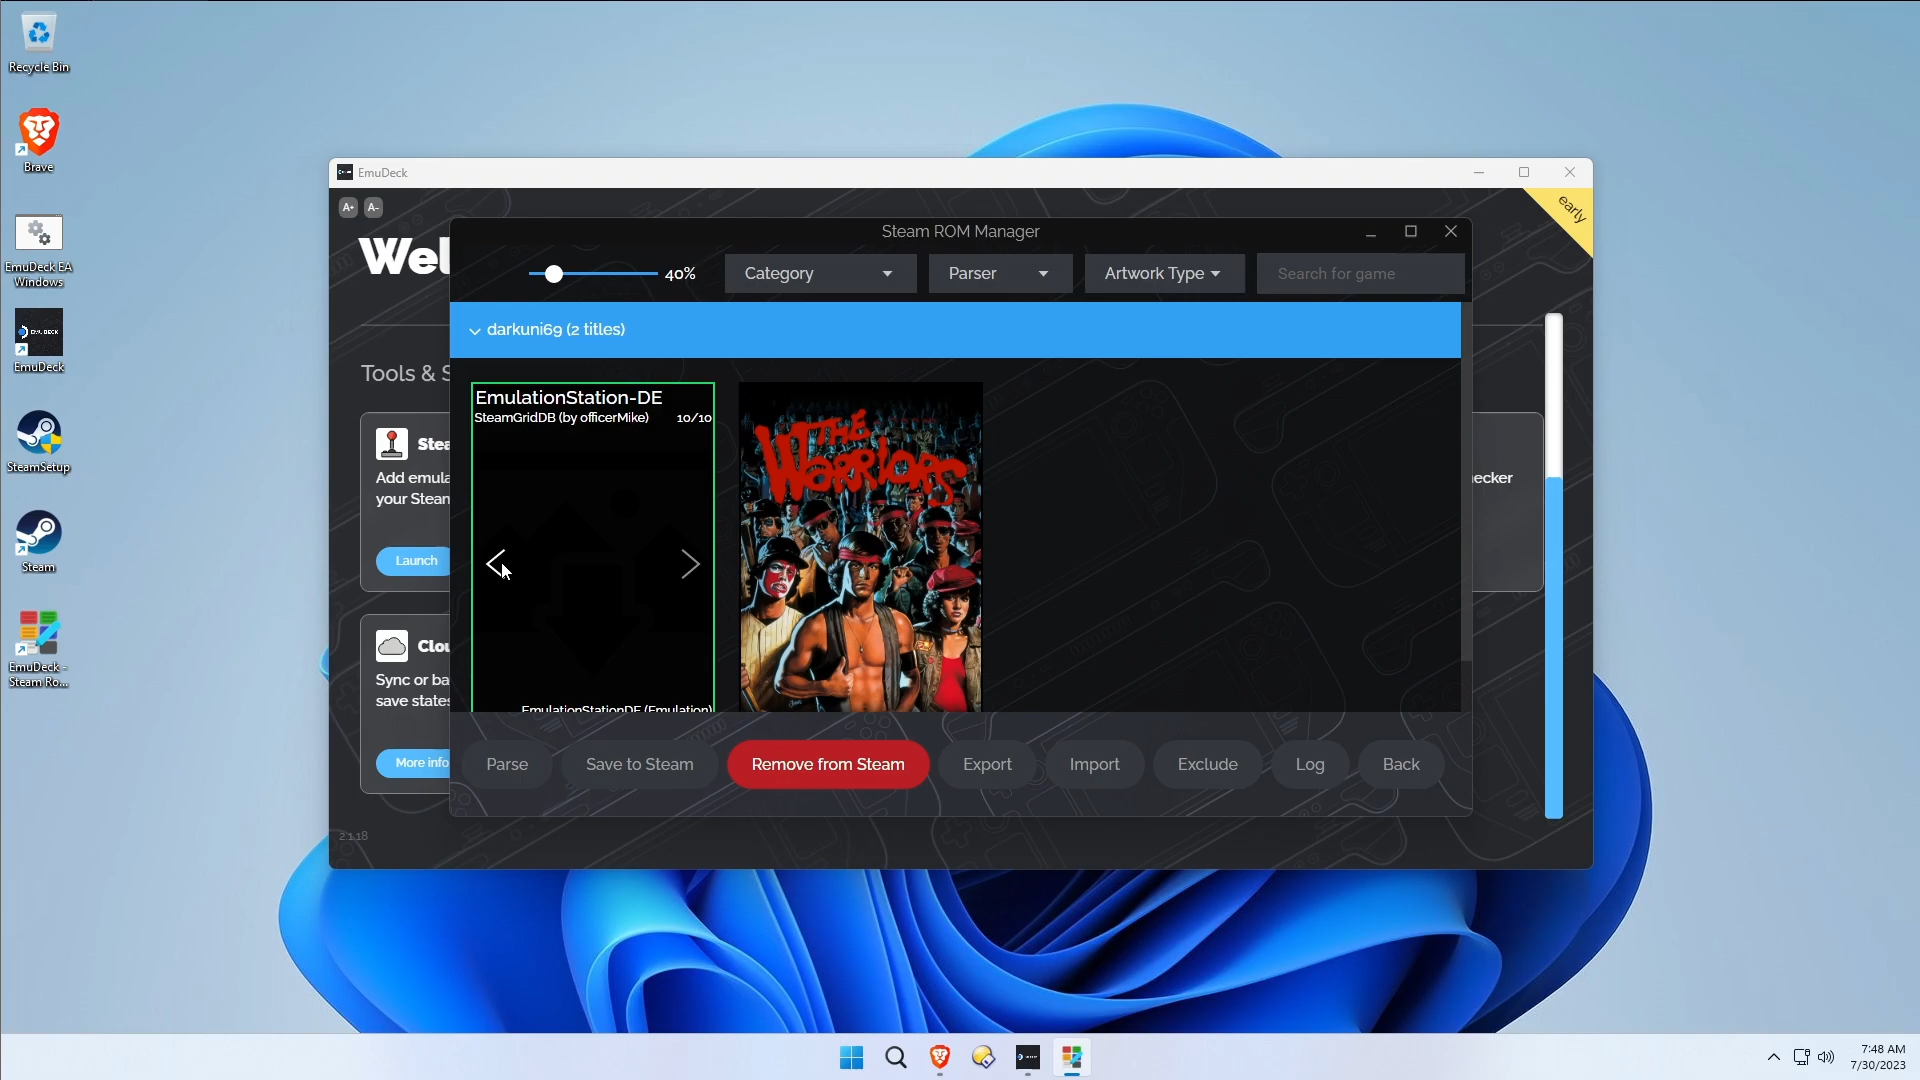 Recycle Bin
Brave
EmuDeck EA
Windows
EmuDeck
SteamSetup
Steam
EmuDeck -
Steam Ro...
EmuDeck
A+ A-
early
Wel
Tools & S
Stea
Add emula
your Stean
Launch
Clou
Sync or ba
save states
More info
2.1.18
ecker
Steam ROM Manager
40%
Category
Parser
Artwork Type
Search for game
darkuni69 (2 titles)
EmulationStation-DE
SteamGridDB (by officerMike) 10/10
EmulationStationDE (Emulation)
THE
WARRIORS
Parse
Save to Steam
Remove from Steam
Export
Import
Exclude
Log
Back
7:48 AM
7/30/2023